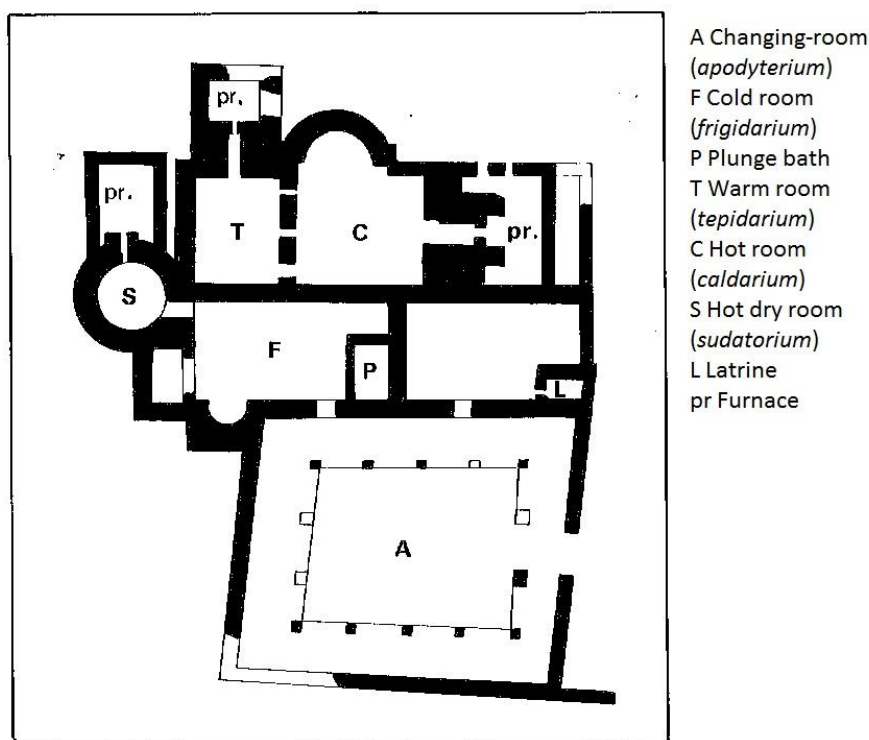 A Changing-room
(apodyterium)
F Cold room
(frigidarium)
P Plunge bath
T Warm room
(tepidarium)
C Hot room
(caldarium)
S Hot dry room
(sudatorium)
L Latrine
pr Furnace
pr.
pr.
T
C
pr.
S
F
P
L
A